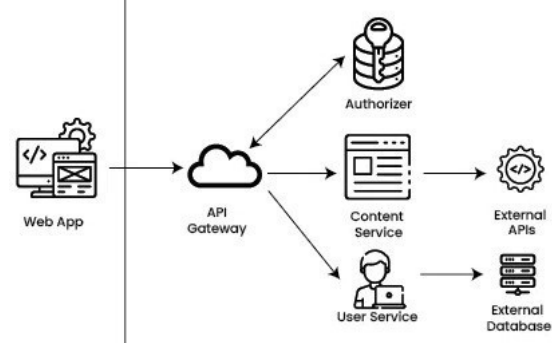 Authorizer
Web App
API
Gateway
Content
Service
External
APIs
User Service
External
Database